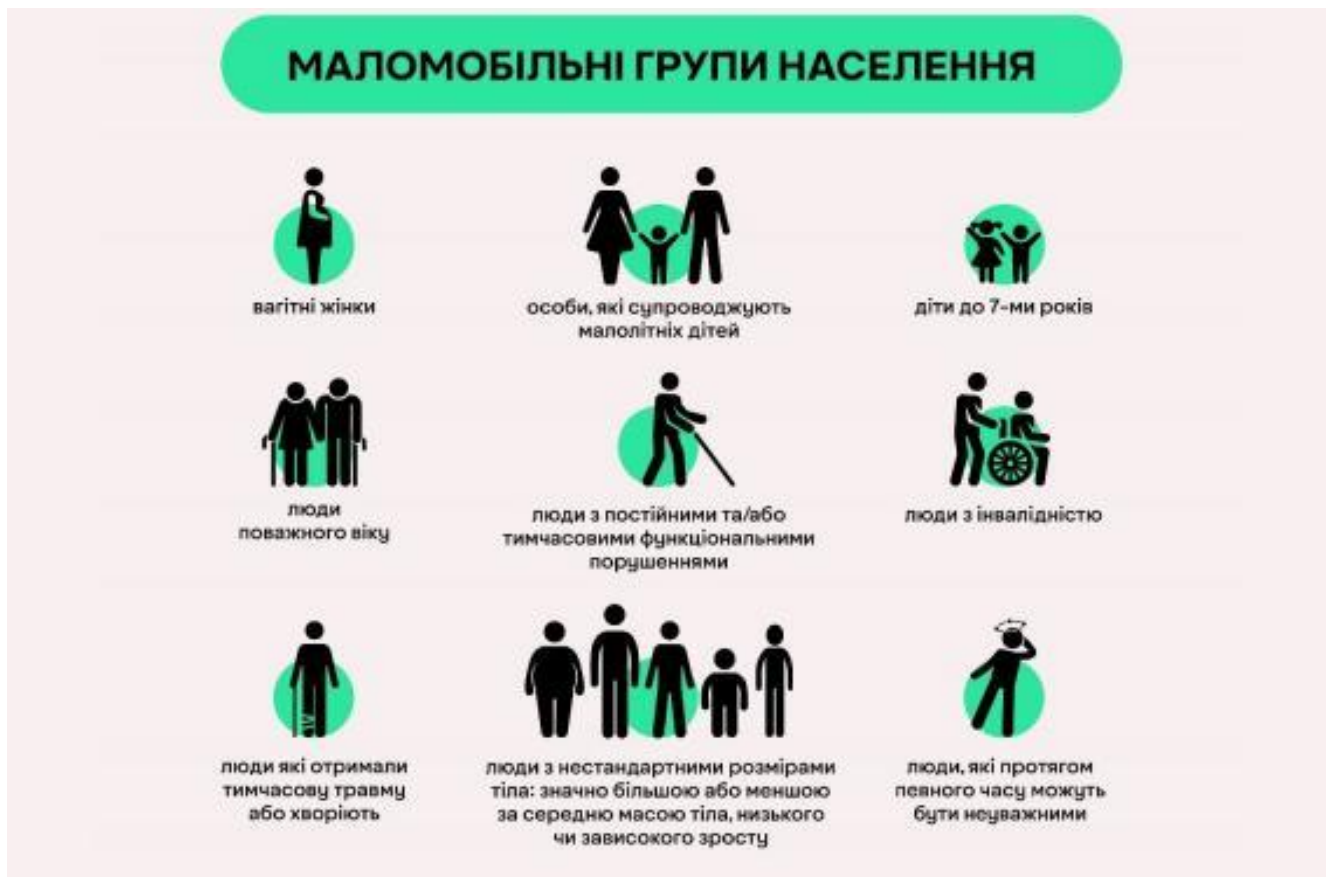 МАЛОМОБІЛЬНІ ГРУПИ НАСЕЛЕННЯ
вагітні жінки
особи, які супроводжують
малолітніх дітей
діти до 7-ми років
люди
поважного віку
люди з постійними та/або
тимчасовими функціональними
порушеннями
люди з інвалідністю
люди які отримали
тимчасову травму
або хворіють
люди з нестандартними розмірами
тіла: значно більшою або меншою
за середню масою тіла, низького
чи зависокого зросту
люди, які протягом
певного часу можуть
бути неуважними